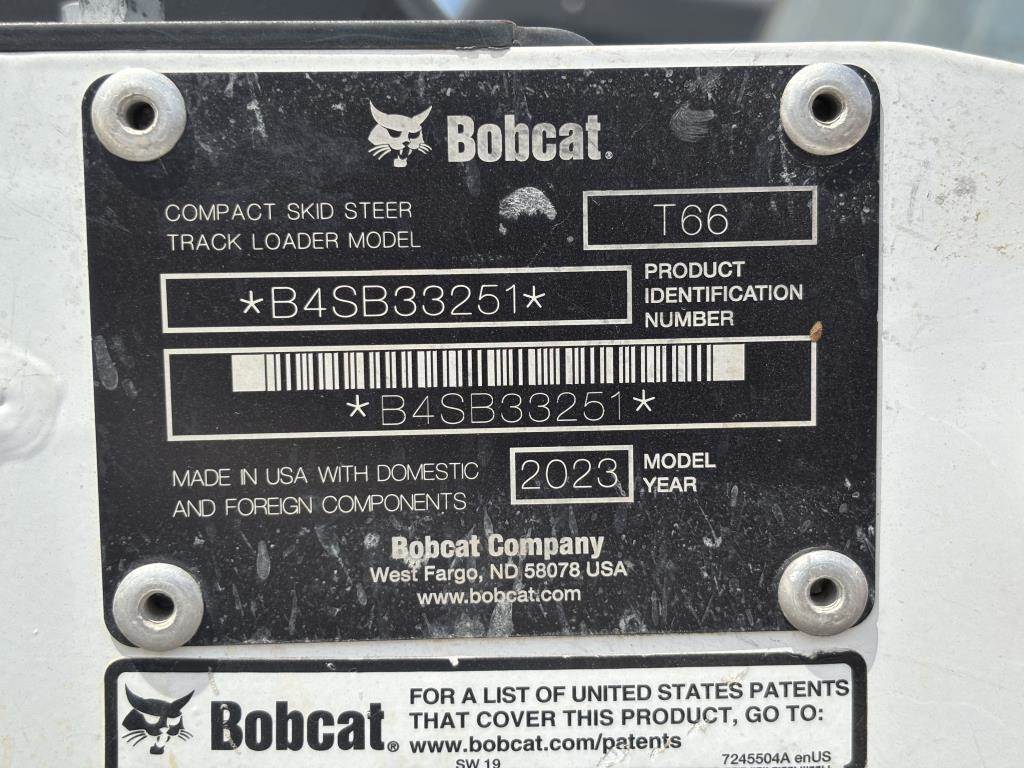 Bobcat®
COMPACT SKID STEER
TRACK LOADER MODEL
T66
*B4SB33251*
PRODUCT
IDENTIFICATION
NUMBER
*B4SB33251*
MADE IN USA WITH DOMESTIC
AND FOREIGN COMPONENTS
2023
MODEL
YEAR
Bobcat Company
West Fargo, ND 58078 USA
www.bobcat.com
Bobcat®
FOR A LIST OF UNITED STATES PATENTS
THAT COVER THIS PRODUCT, GO TO:
www.bobcat.com/patents
SW 19
7245504A enUS